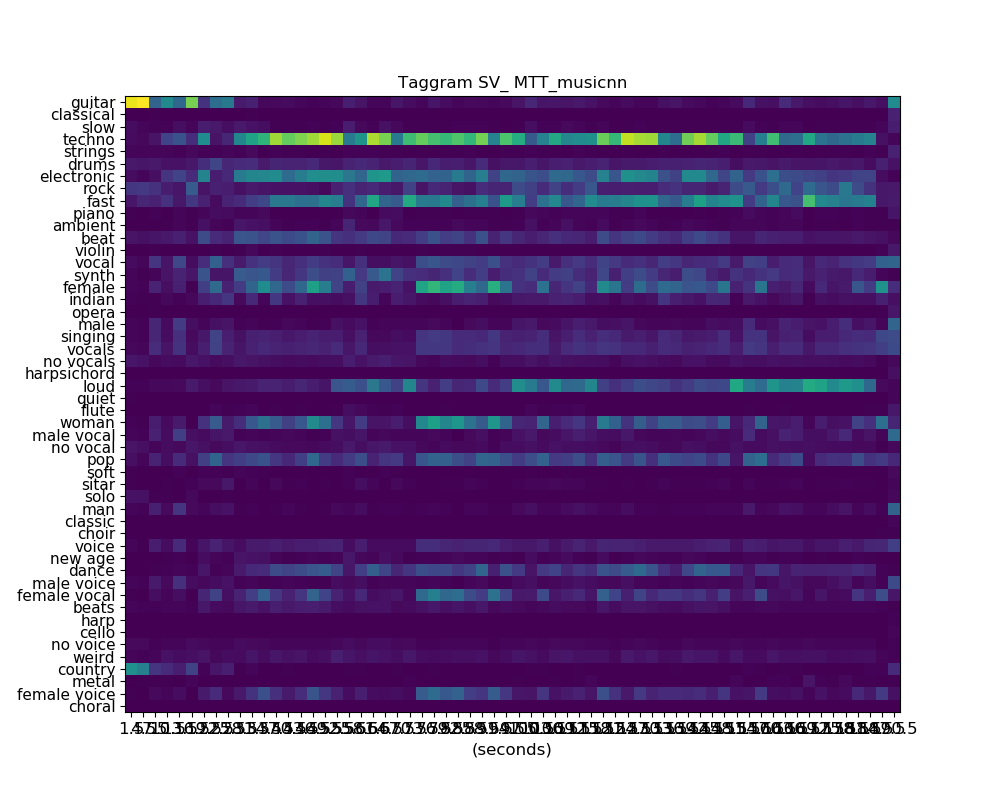 Taggram SV_ MTT_musicnn
guitar
classical
slow
techno
strings
drums
electronic
rock
fast
piano
ambient
beat
violin
vocal
synth
female
indian
opera
male
singing
vocals
no vocals
harpsichord
loud
quiet
flute
woman
male vocal
no vocal
pop
soft
sitar
solo
man
classic
choir
voice
new age
dance
male voice
female vocal
beats
harp
cello
no voice
weird
country
metal
female voice
choral
(seconds)